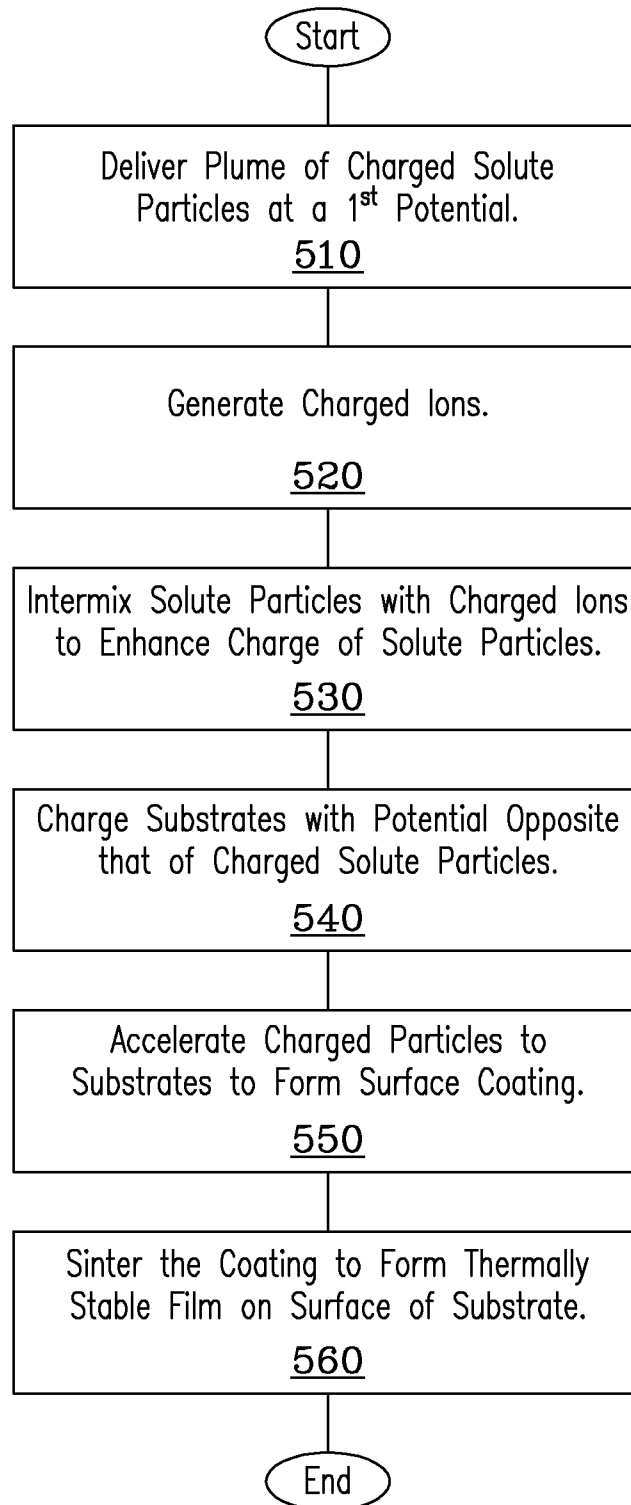 Start
Deliver Plume of Charged Solute
Particles at a 1st Potential.
510
Generate Charged Ions.
520
Intermix Solute Particles with Charged Ions
to Enhance Charge of Solute Particles.
530
Charge Substrates with Potential Opposite
that of Charged Solute Particles.
540
Accelerate Charged Particles to
Substrates to Form Surface Coating.
550
Sinter the Coating to Form Thermally
Stable Film on Surface of Substrate.
560
End